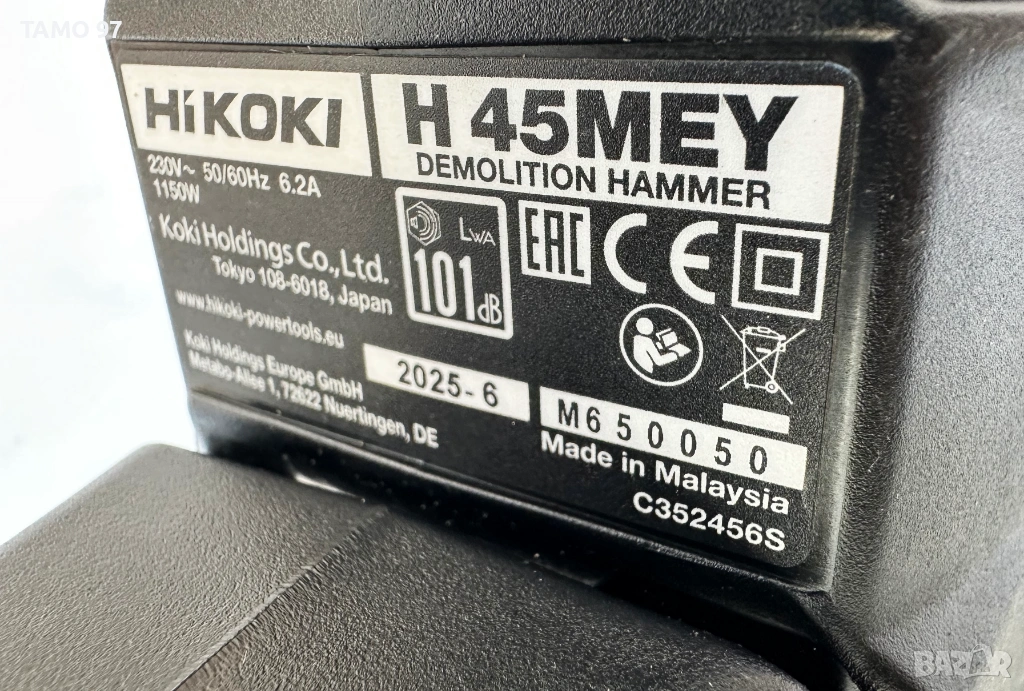 TAMO 97
HiKOKI
H 45MEY
DEMOLITION HAMMER
230V~ 50/60Hz 6.2A
1150W
Koki Holdings Co., Ltd.
Tokyo 108-6018, Japan
www.hikoki-powertools.eu
Koki Holdings Europe GmbH
Metabo-Allee 1, 72622 Nuertingen, DE
LWA
101dB
EAC
CE
2025-6
M650050
Made in Malaysia
C352456S
BAZAR